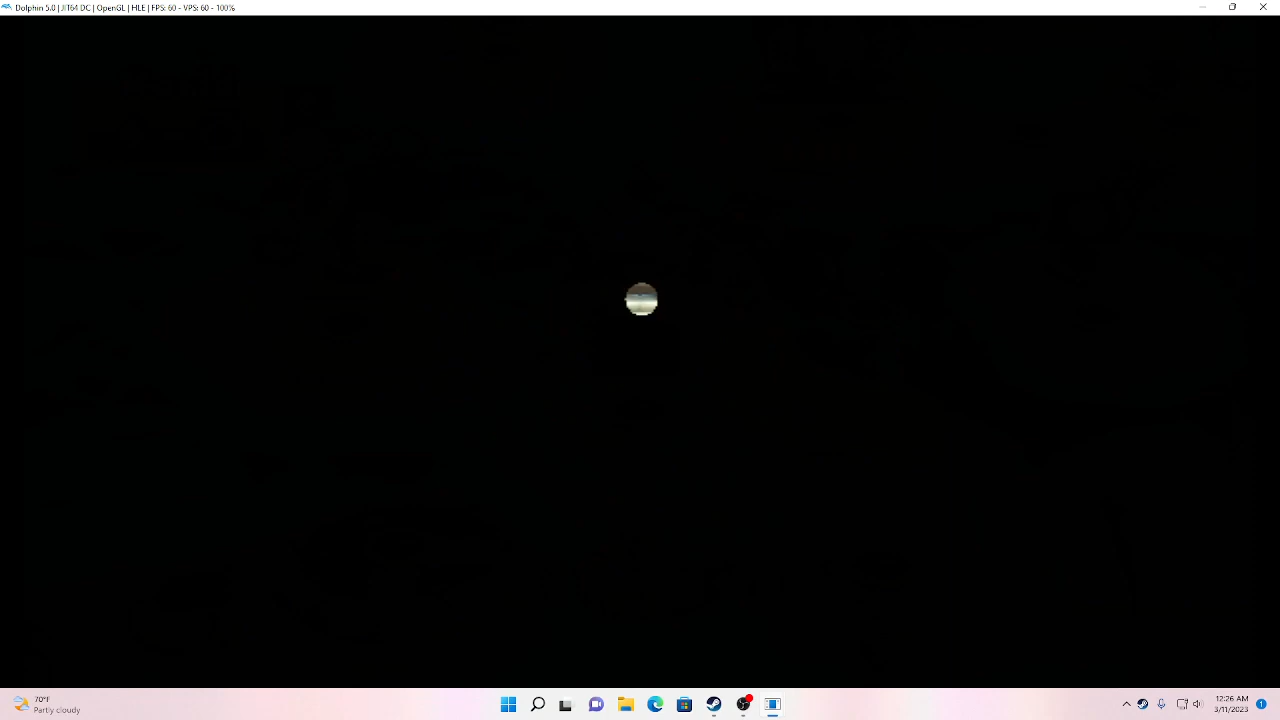 Dolphin 5.0 | JIT64 DC | OpenGL | HLE | FPS: 60 - VPS: 60 - 100%
70°F
Partly cloudy
12:26 AM
3/11/2023
1